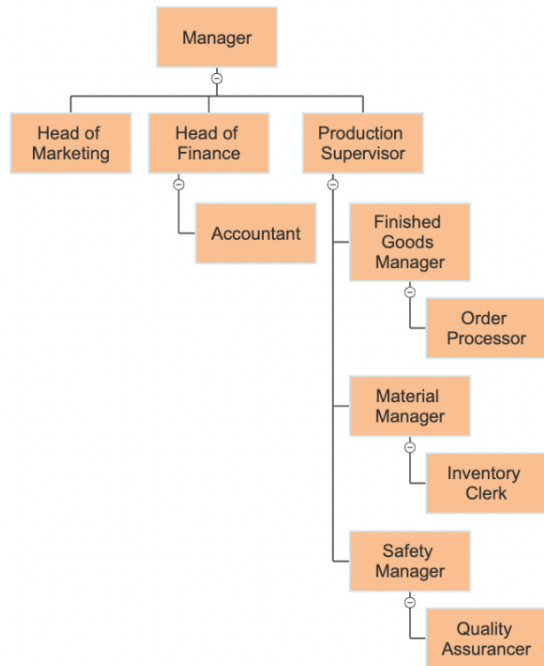 Manager
Head of
Marketing
Head of
Finance
Production
Supervisor
Accountant
Finished
Goods
Manager
Order
Processor
Material
Manager
Inventory
Clerk
Safety
Manager
Quality
Assurancer